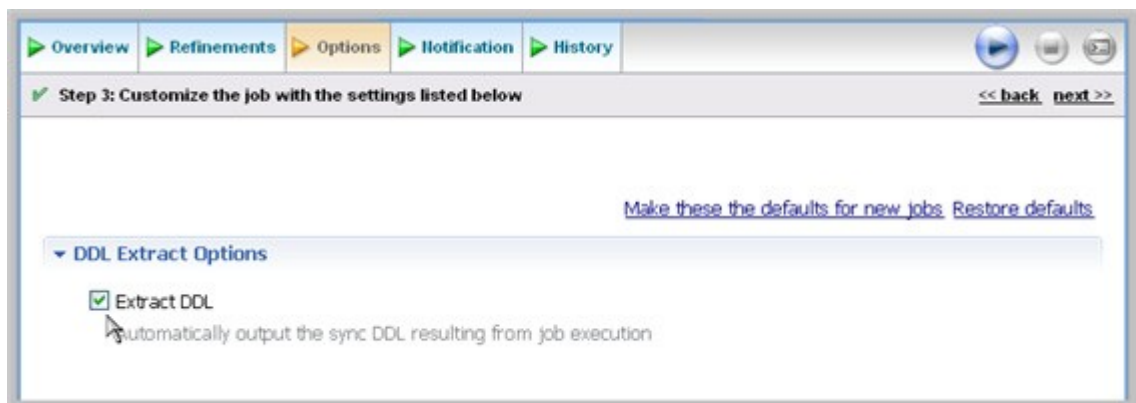 Overview Refinements Options Notification History
Step 3: Customize the job with the settings listed below << back next >>
Make these the defaults for new jobs Restore defaults
DDL Extract Options
Extract DDL
Automatically output the sync DDL resulting from job execution